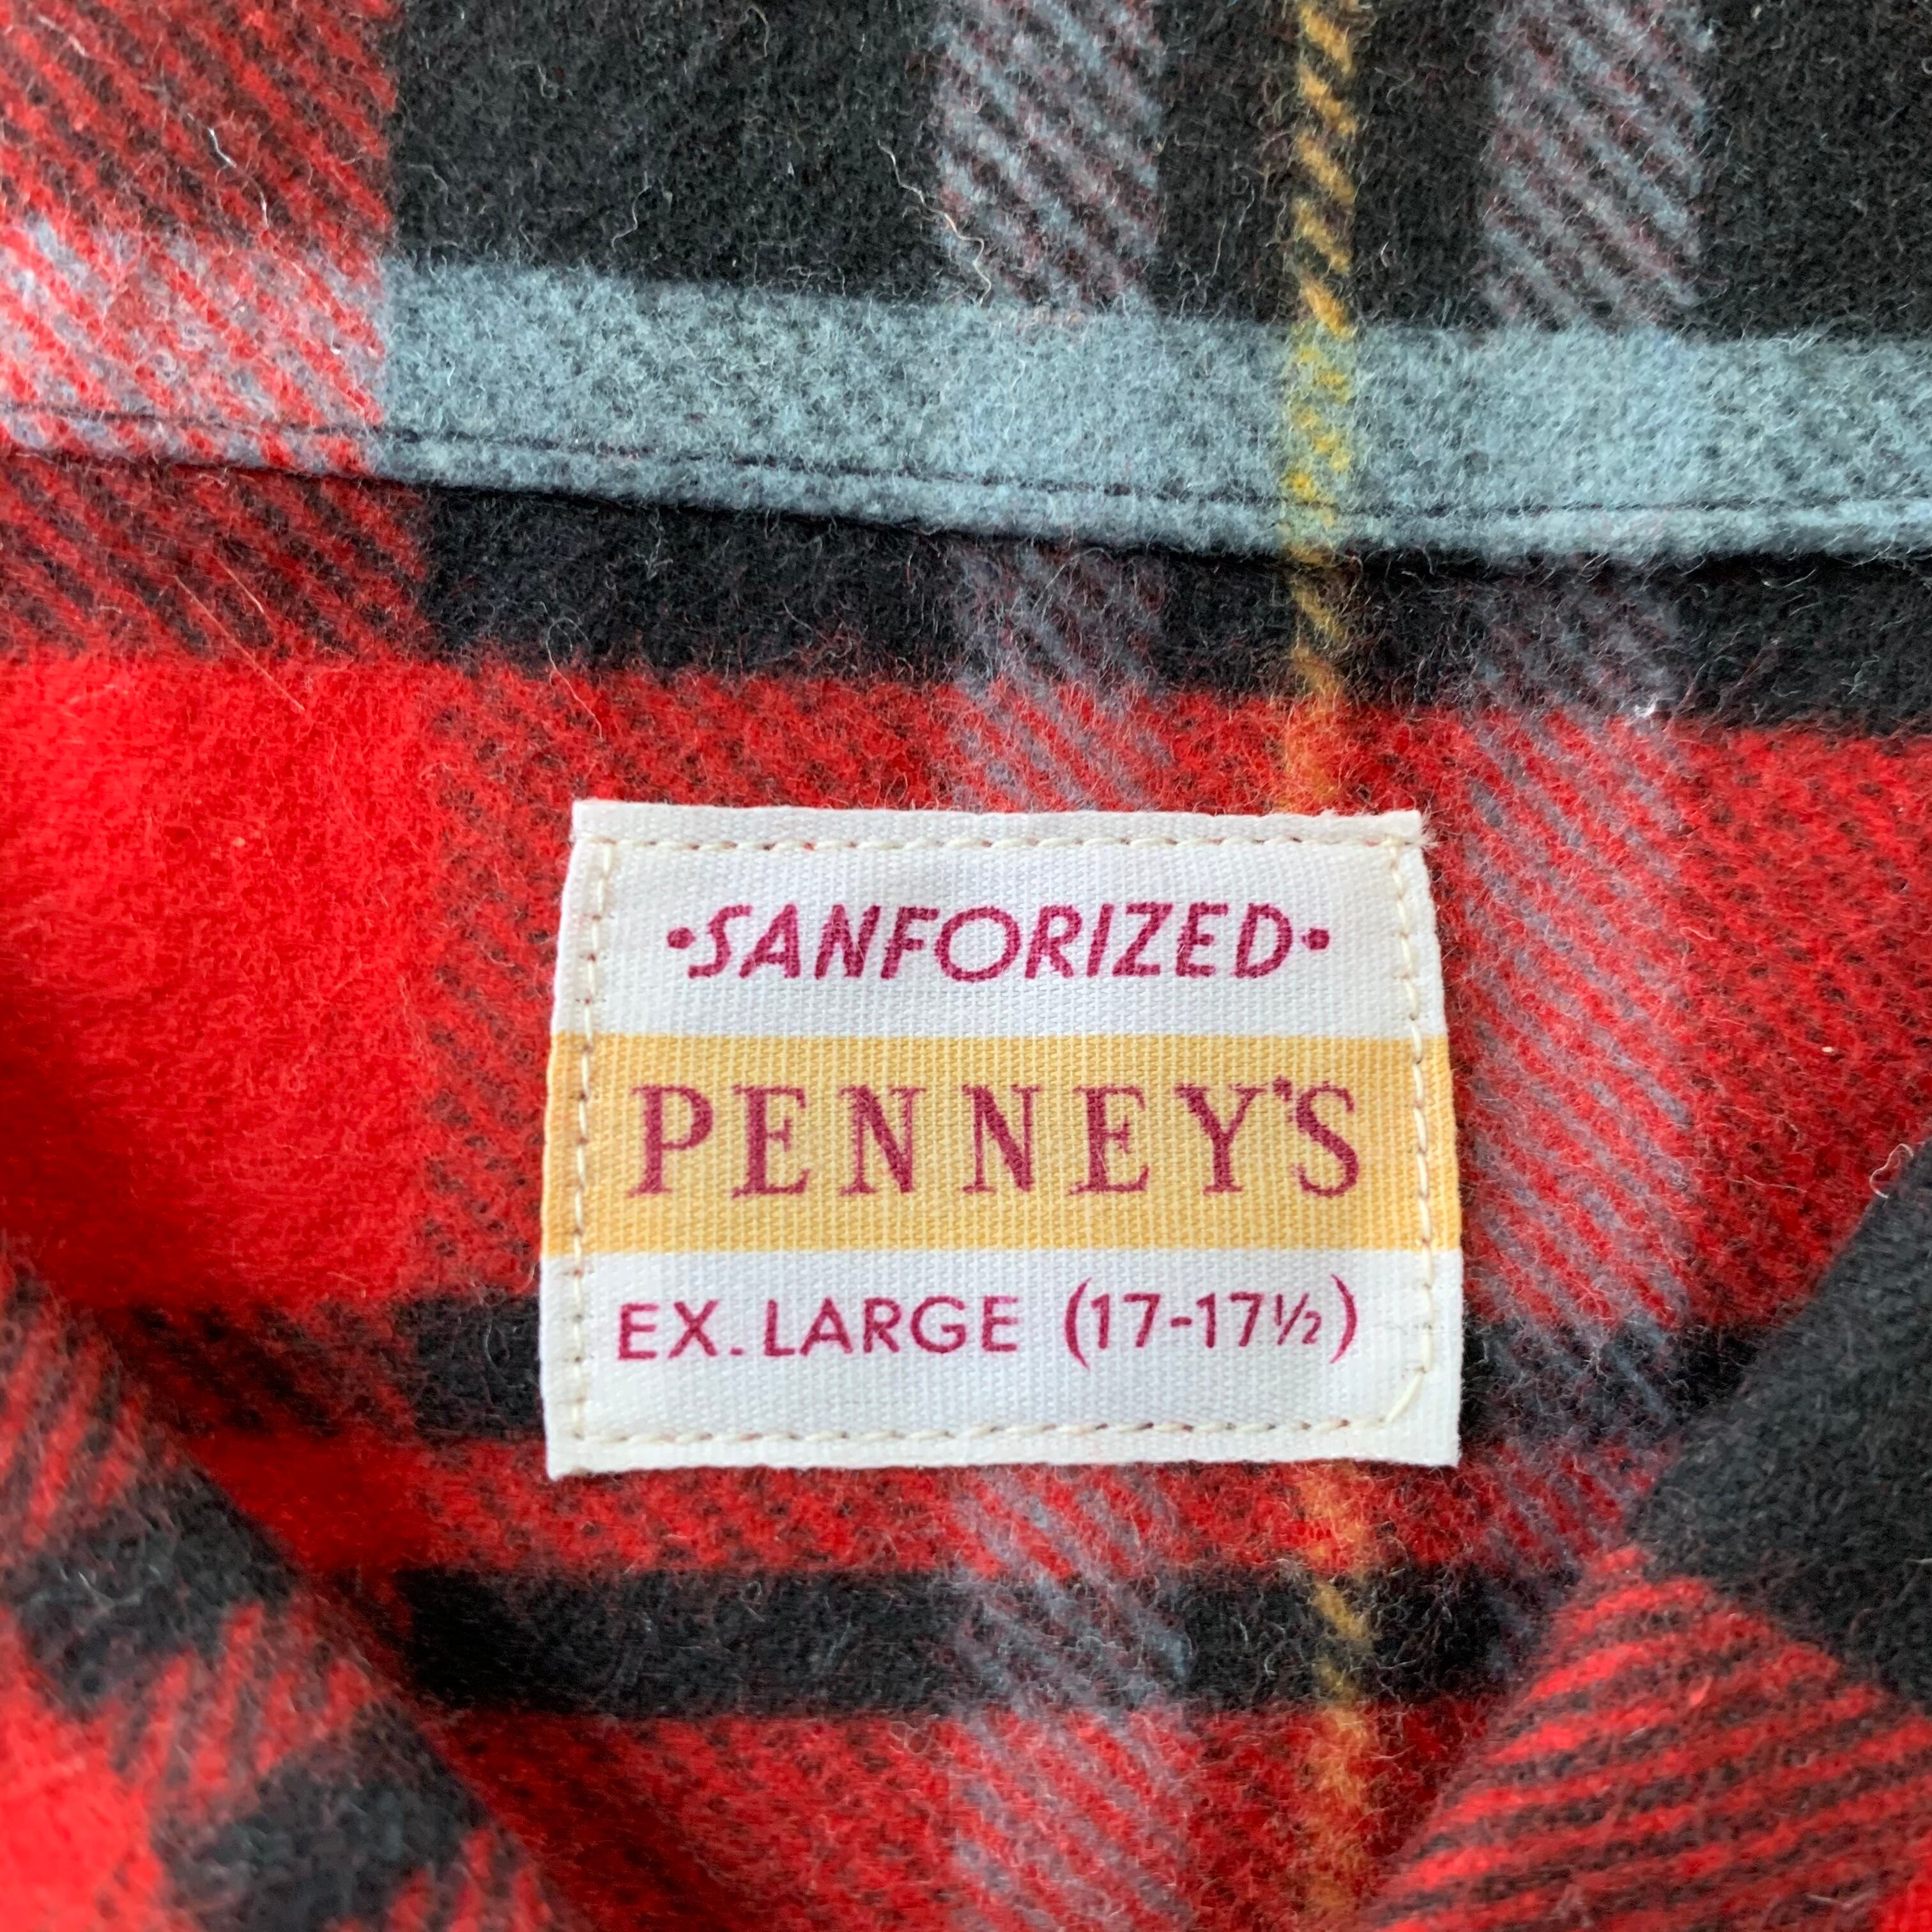 •SANFORIZED•
PENNEY'S
EX. LARGE (17-17½)